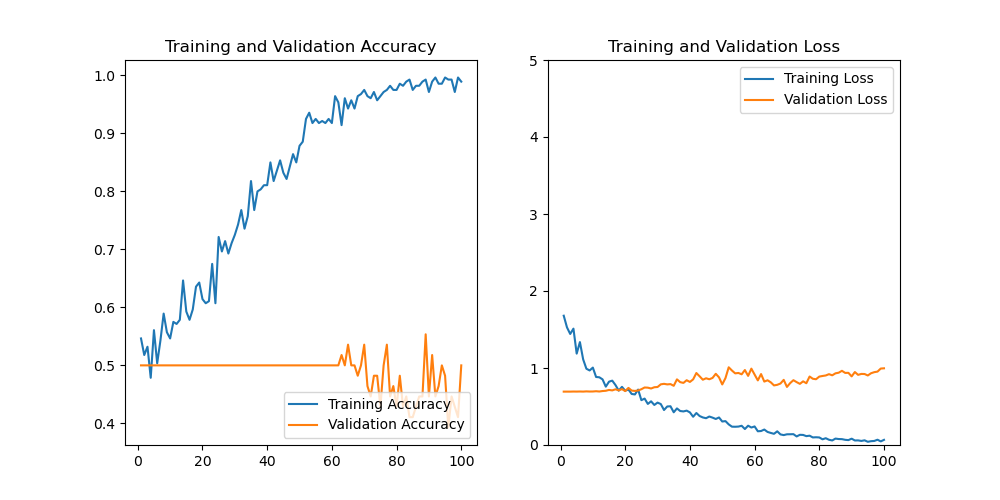 Training and Validation Accuracy
1.0
0.9
0.8
0.7
0.6
0.5
0.4
0 20 40 60 80 100
Training Accuracy
Validation Accuracy
Training and Validation Loss
5
4
3
2
1
0
0 20 40 60 80 100
Training Loss
Validation Loss